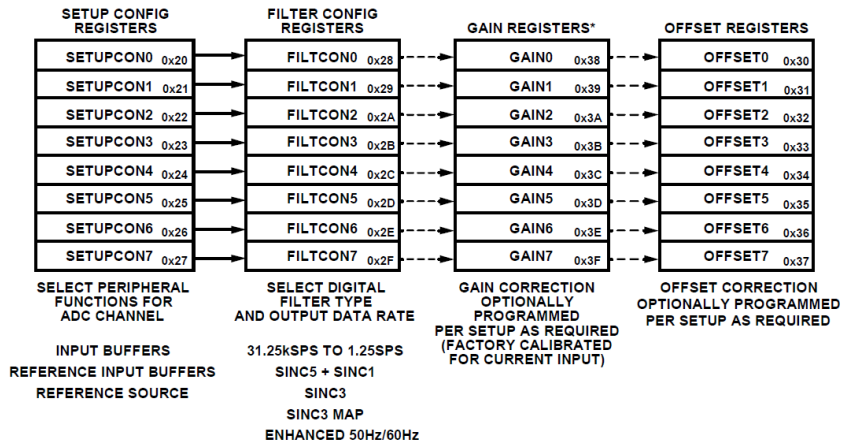 SETUP CONFIG
REGISTERS
SETUPCON0 0x20
SETUPCON1 0x21
SETUPCON2 0x22
SETUPCON3 0x23
SETUPCON4 0x24
SETUPCON5 0x25
SETUPCON6 0x26
SETUPCON7 0x27
SELECT PERIPHERAL
FUNCTIONS FOR
ADC CHANNEL
INPUT BUFFERS
REFERENCE INPUT BUFFERS
REFERENCE SOURCE
FILTER CONFIG
REGISTERS
FILTCON0 0x28
FILTCON1 0x29
FILTCON2 0x2A
FILTCON3 0x2B
FILTCON4 0x2C
FILTCON5 0x2D
FILTCON6 0x2E
FILTCON7 0x2F
SELECT DIGITAL
FILTER TYPE
AND OUTPUT DATA RATE
31.25kSPS TO 1.25SPS
SINC5 + SINC1
SINC3
SINC3 MAP
ENHANCED 50Hz/60Hz
GAIN REGISTERS*
GAIN0 0x38
GAIN1 0x39
GAIN2 0x3A
GAIN3 0x3B
GAIN4 0x3C
GAIN5 0x3D
GAIN6 0x3E
GAIN7 0x3F
GAIN CORRECTION
OPTIONALLY
PROGRAMMED
PER SETUP AS REQUIRED
(FACTORY CALIBRATED
FOR CURRENT INPUT)
OFFSET REGISTERS
OFFSET0 0x30
OFFSET1 0x31
OFFSET2 0x32
OFFSET3 0x33
OFFSET4 0x34
OFFSET5 0x35
OFFSET6 0x36
OFFSET7 0x37
OFFSET CORRECTION
OPTIONALLY PROGRAMMED
PER SETUP AS REQUIRED